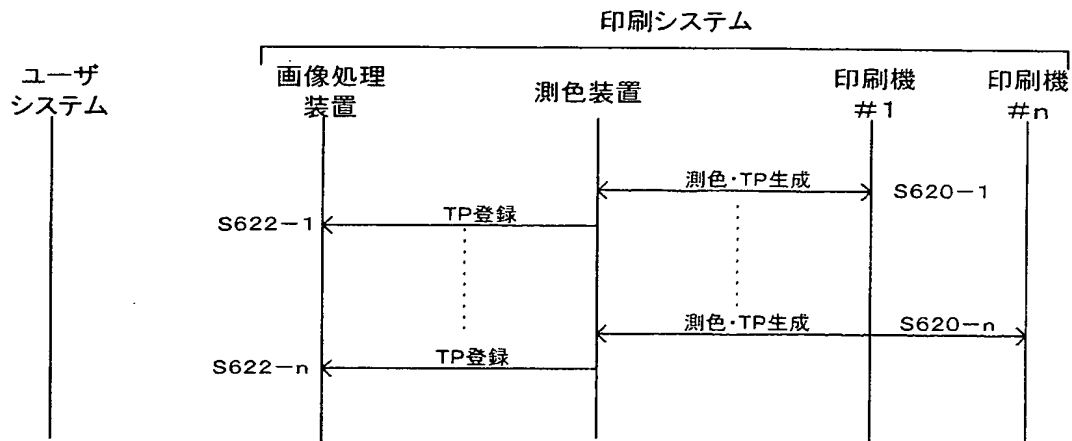 印刷システム
ユーザ
システム
画像処理
装置
測色装置
印刷機
#1
印刷機
#n
測色・TP生成
S620-1
S622-1
TP登録
測色・TP生成
S620-n
S622-n
TP登録